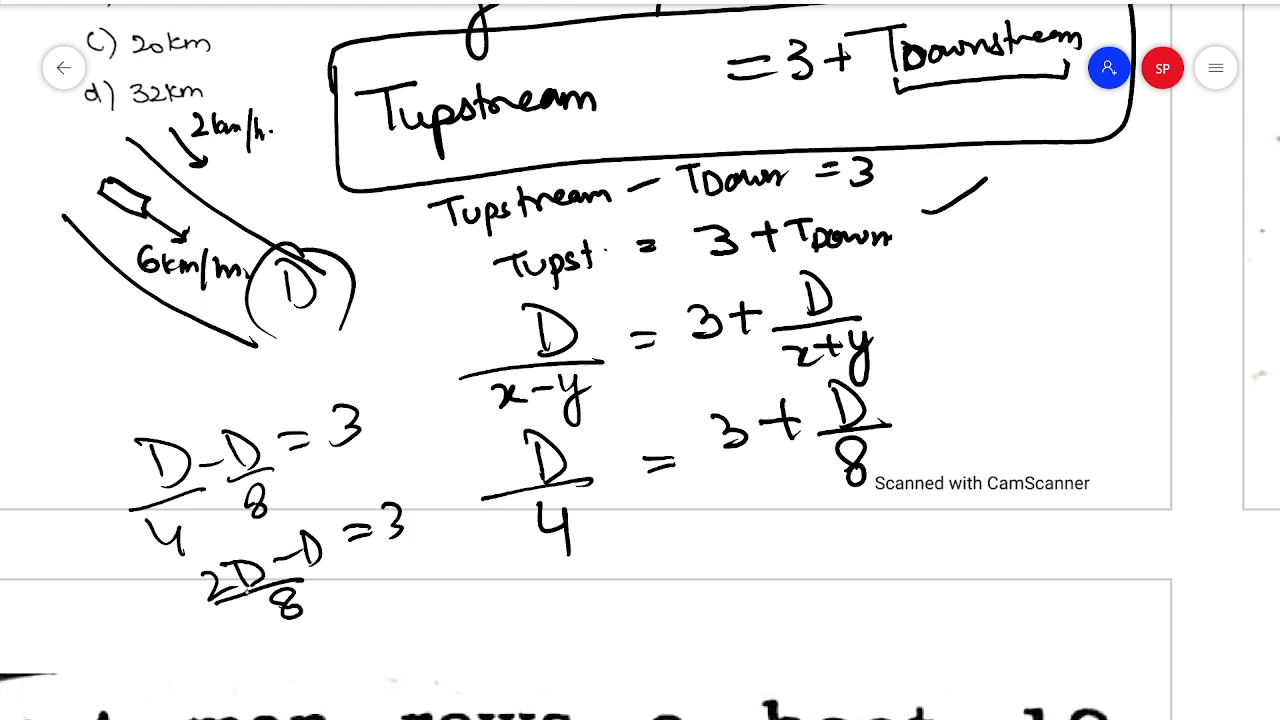 c) 20km
d) 32km
Tupstream = 3 + TDownstream
SP
2km/h.
6km/hr.
D
Tupstream - TDown = 3
Tupst. = 3 + TDown
D/x-y = 3 + D/x+y
D/4 = 3 + D/8
D/4 - D/8 = 3
2D-D/8 = 3
Scanned with CamScanner